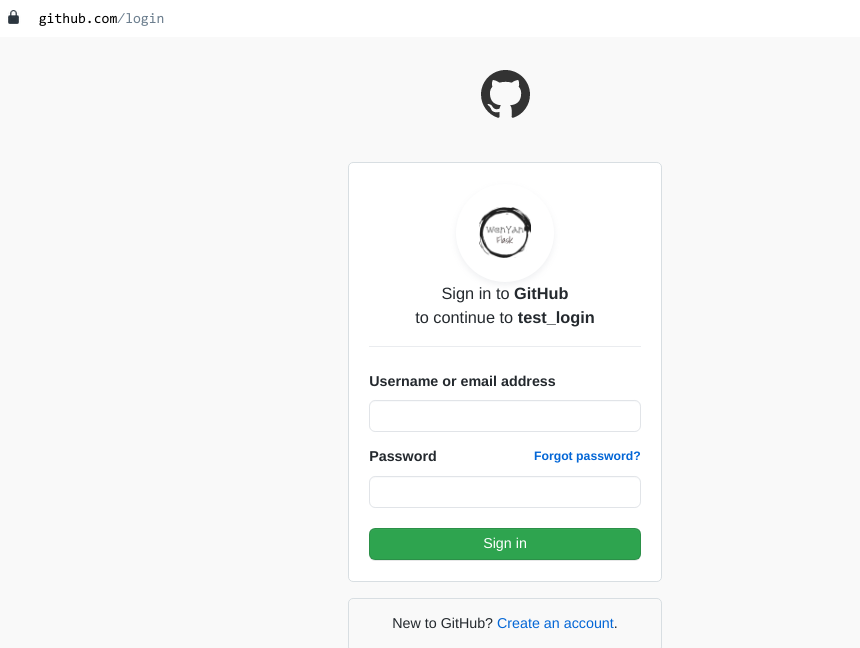 github.com/login
WanYan
Flask
Sign in to GitHub
to continue to test_login
Username or email address
Password
Forgot password?
Sign in
New to GitHub? Create an account.